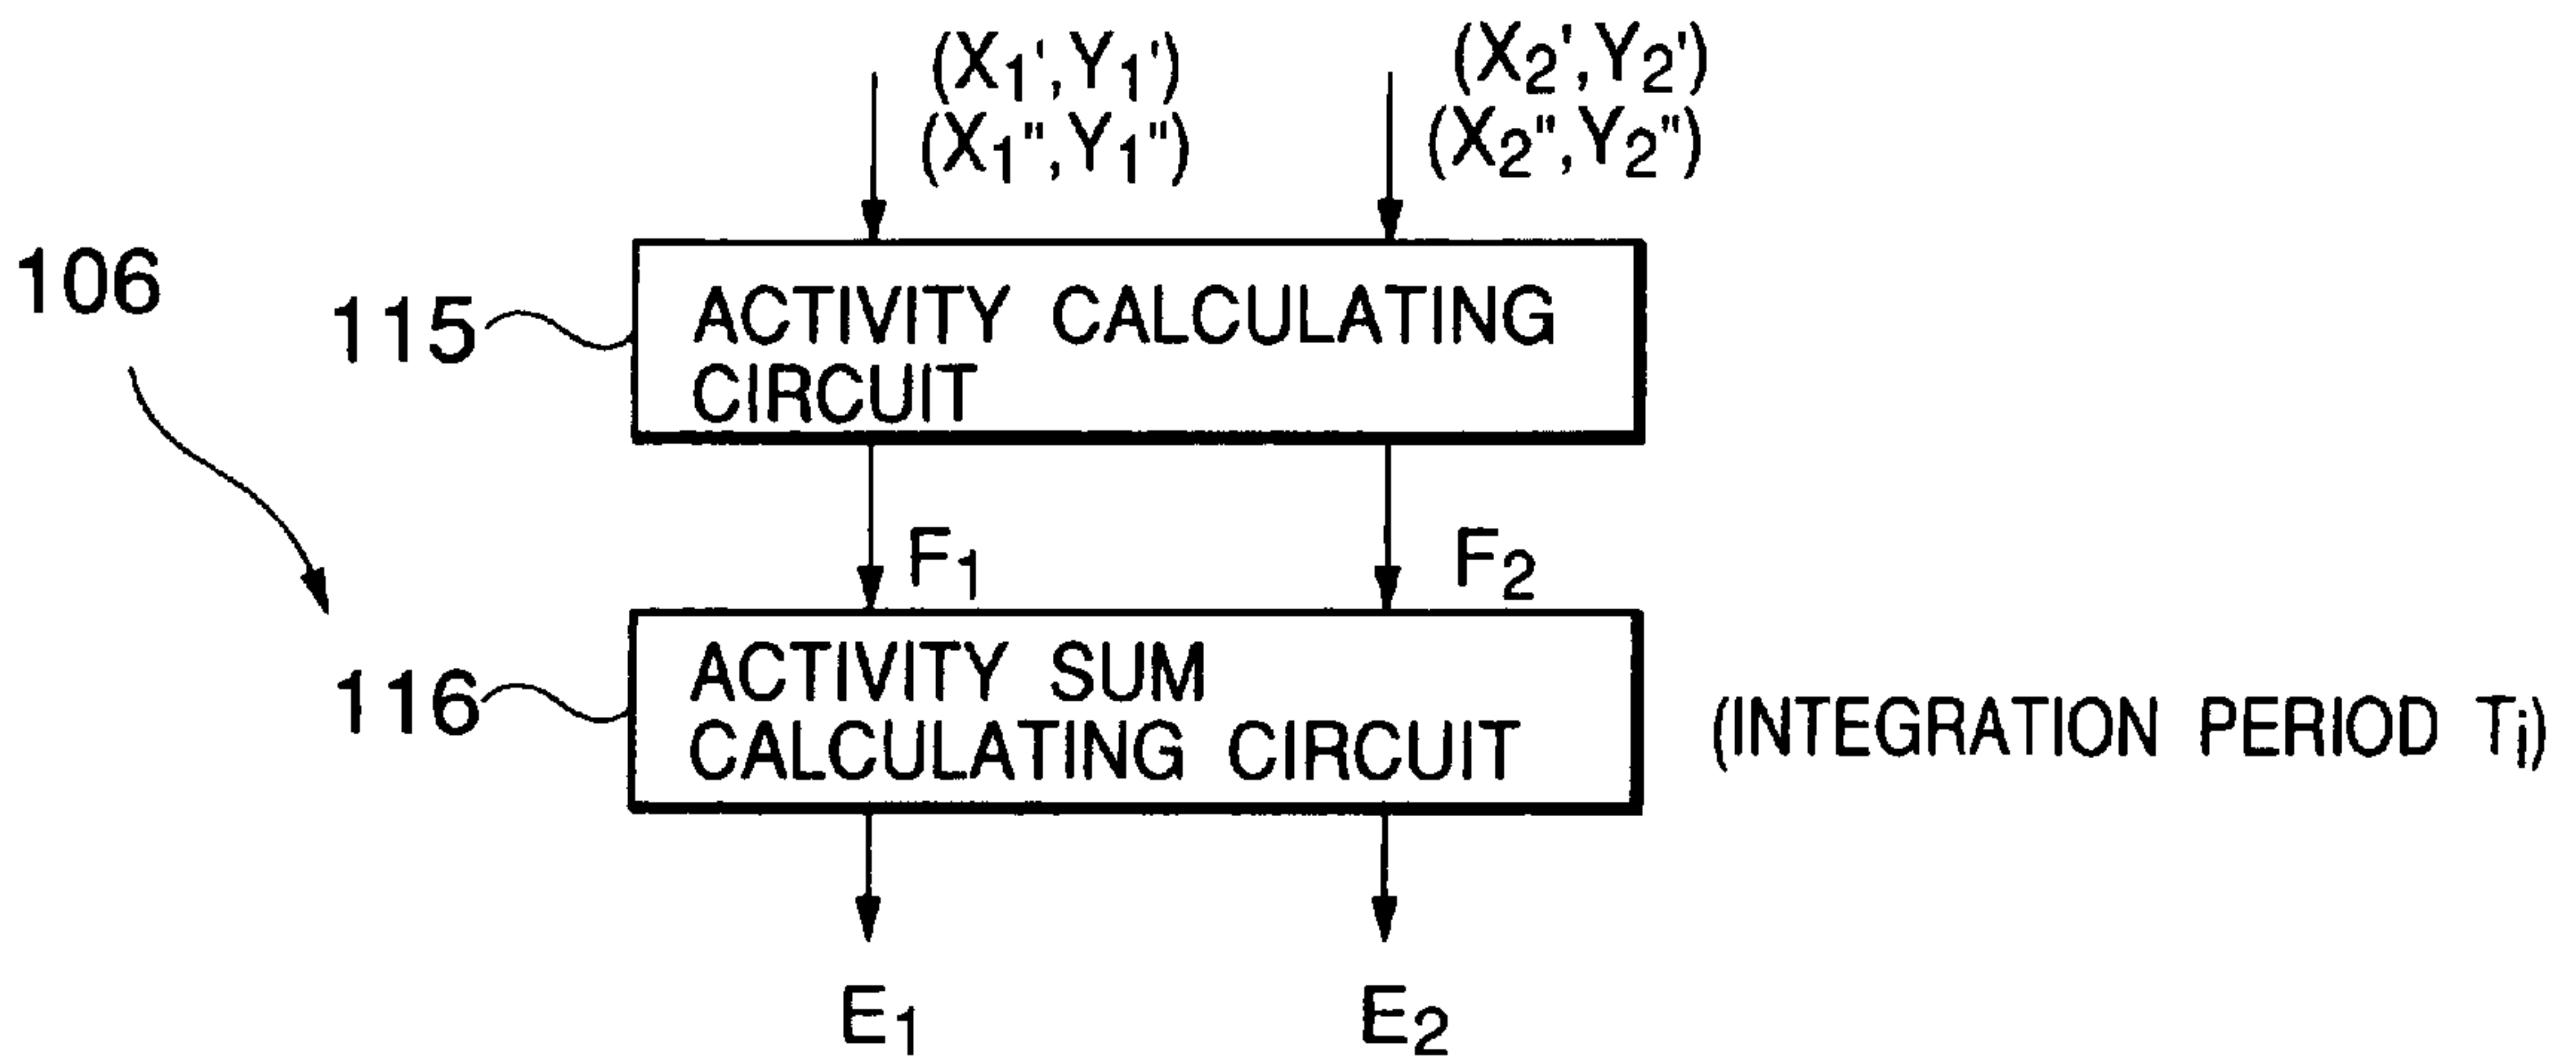 (X1',Y1')
(X1",Y1")
(X2',Y2')
(X2",Y2")
106
115
ACTIVITY CALCULATING
CIRCUIT
F1
F2
116
ACTIVITY SUM
CALCULATING CIRCUIT
(INTEGRATION PERIOD Ti)
E1
E2